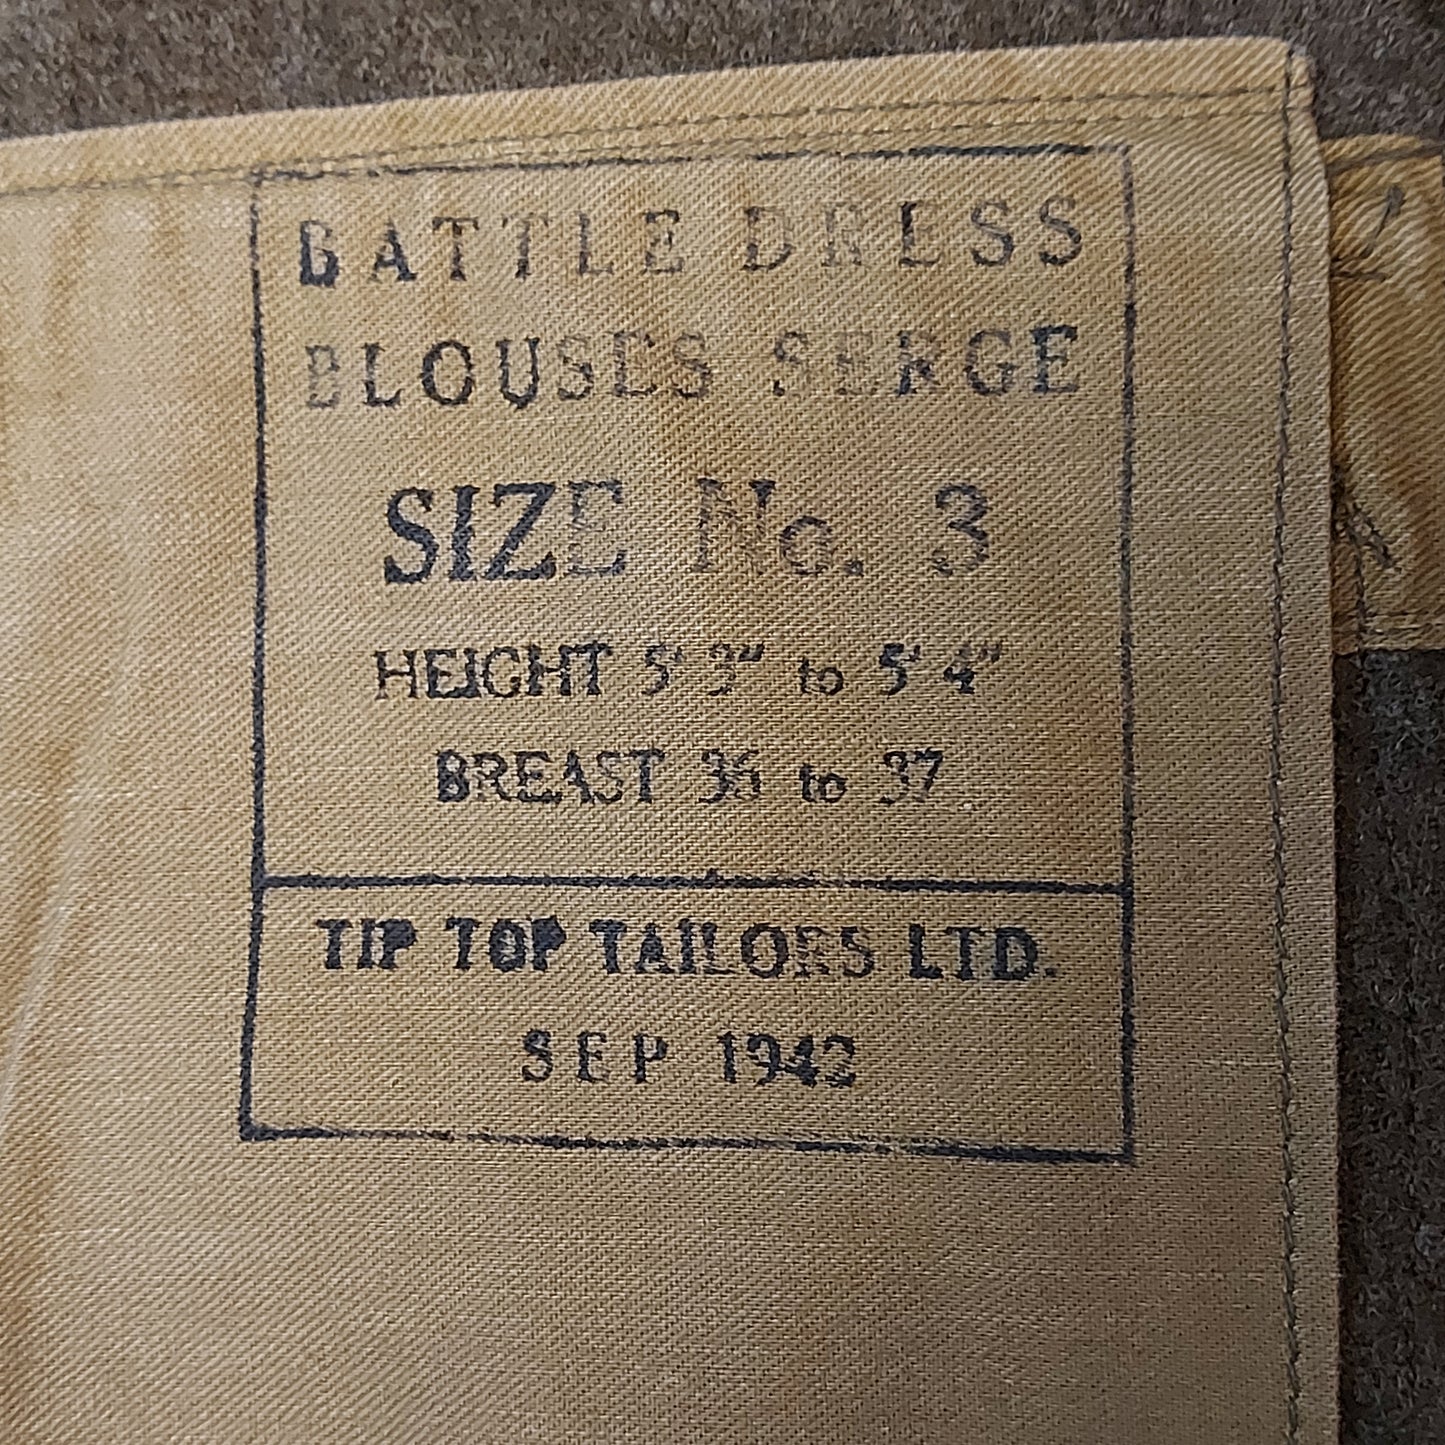 BATTLE DRESS
BLOUSES SERGE
SIZE No. 3
HEIGHT 5' 3" to 5' 4"
BREAST 36 to 37
TIP TOP TAILORS LTD.
SEP 1942